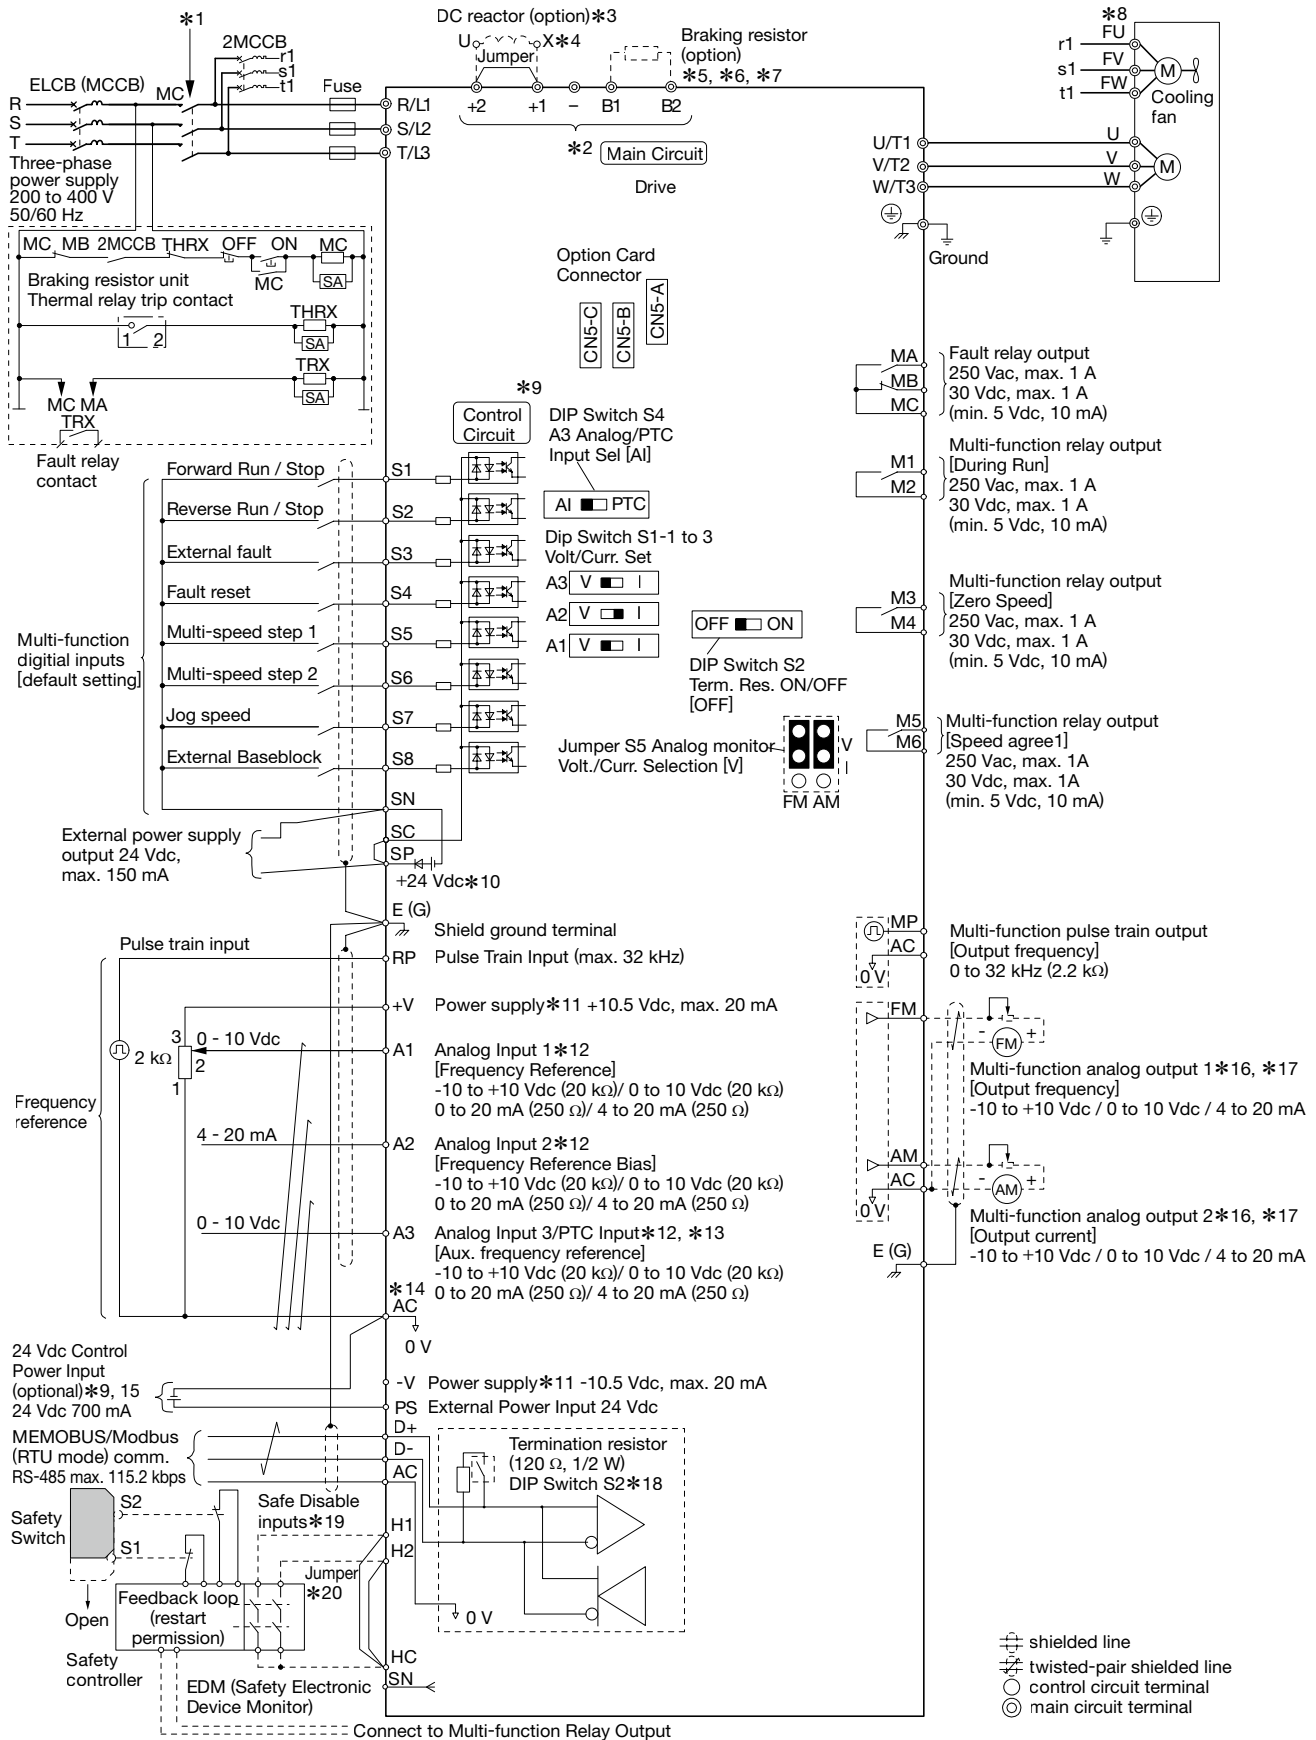 *1
DC reactor (option)*3
U X*4
Jumper
Braking resistor
(option)
*5, *6, *7
+2 +1 − B1 B2
*2 Main Circuit
Drive
2MCCB
r1
s1
t1
ELCB (MCCB)
MC
Fuse
R
S
T
R/L1
S/L2
T/L3
Three-phase
power supply
200 to 400 V
50/60 Hz
*8
r1 FU
s1 FV
t1 FW
M
Cooling
fan
U/T1 U
V/T2 V
W/T3 W
M
Ground
MC MB 2MCCB THRX OFF ON MC
MC
SA
Braking resistor unit
Thermal relay trip contact
1 2
THRX
SA
TRX
SA
MC MA
TRX
Fault relay
contact
Option Card
Connector
CN5-C
CN5-B
CN5-A
*9
Control
Circuit
DIP Switch S4
A3 Analog/PTC
Input Sel [AI]
AI PTC
Dip Switch S1-1 to 3
Volt/Curr. Set
A3 V I
A2 V I
A1 V I
OFF ON
DIP Switch S2
Term. Res. ON/OFF
[OFF]
Jumper S5 Analog monitor
Volt./Curr. Selection [V]
V
I
FM AM
MA
MB
MC
Fault relay output
250 Vac, max. 1 A
30 Vdc, max. 1 A
(min. 5 Vdc, 10 mA)
M1
M2
Multi-function relay output
[During Run]
250 Vac, max. 1 A
30 Vdc, max. 1 A
(min. 5 Vdc, 10 mA)
M3
M4
Multi-function relay output
[Zero Speed]
250 Vac, max. 1 A
30 Vdc, max. 1 A
(min. 5 Vdc, 10 mA)
M5
M6
Multi-function relay output
[Speed agree1]
250 Vac, max. 1A
30 Vdc, max. 1A
(min. 5 Vdc, 10 mA)
Multi-function
digitial inputs
[default setting]
Forward Run / Stop S1
Reverse Run / Stop S2
External fault S3
Fault reset S4
Multi-speed step 1 S5
Multi-speed step 2 S6
Jog speed S7
External Baseblock S8
SN
SC
SP
External power supply
output 24 Vdc,
max. 150 mA
+24 Vdc*10
E (G)
Shield ground terminal
Pulse train input
RP Pulse Train Input (max. 32 kHz)
+V Power supply*11 +10.5 Vdc, max. 20 mA
Frequency
reference
2 kΩ
3
2
1
0 - 10 Vdc
A1 Analog Input 1*12
[Frequency Reference]
-10 to +10 Vdc (20 kΩ)/ 0 to 10 Vdc (20 kΩ)
0 to 20 mA (250 Ω)/ 4 to 20 mA (250 Ω)
4 - 20 mA
A2 Analog Input 2*12
[Frequency Reference Bias]
-10 to +10 Vdc (20 kΩ)/ 0 to 10 Vdc (20 kΩ)
0 to 20 mA (250 Ω)/ 4 to 20 mA (250 Ω)
0 - 10 Vdc
A3 Analog Input 3/PTC Input*12, *13
[Aux. frequency reference]
-10 to +10 Vdc (20 kΩ)/ 0 to 10 Vdc (20 kΩ)
0 to 20 mA (250 Ω)/ 4 to 20 mA (250 Ω)
*14
AC
0 V
MP
AC
0 V
Multi-function pulse train output
[Output frequency]
0 to 32 kHz (2.2 kΩ)
FM
- +
FM
Multi-function analog output 1*16, *17
[Output frequency]
-10 to +10 Vdc / 0 to 10 Vdc / 4 to 20 mA
AM
AC
0 V
- +
AM
Multi-function analog output 2*16, *17
[Output current]
-10 to +10 Vdc / 0 to 10 Vdc / 4 to 20 mA
E (G)
24 Vdc Control
Power Input
(optional)*9, 15
24 Vdc 700 mA
-V Power supply*11 -10.5 Vdc, max. 20 mA
PS External Power Input 24 Vdc
MEMOBUS/Modbus
(RTU mode) comm.
RS-485 max. 115.2 kbps
D+
D-
AC
Termination resistor
(120 Ω, 1/2 W)
DIP Switch S2*18
0 V
Safety
Switch
S2
S1
Open
Safe Disable
inputs*19
H1
H2
Jumper
*20
Feedback loop
(restart
permission)
Safety
controller
HC
SN
EDM (Safety Electronic
Device Monitor)
Connect to Multi-function Relay Output
shielded line
twisted-pair shielded line
control circuit terminal
main circuit terminal